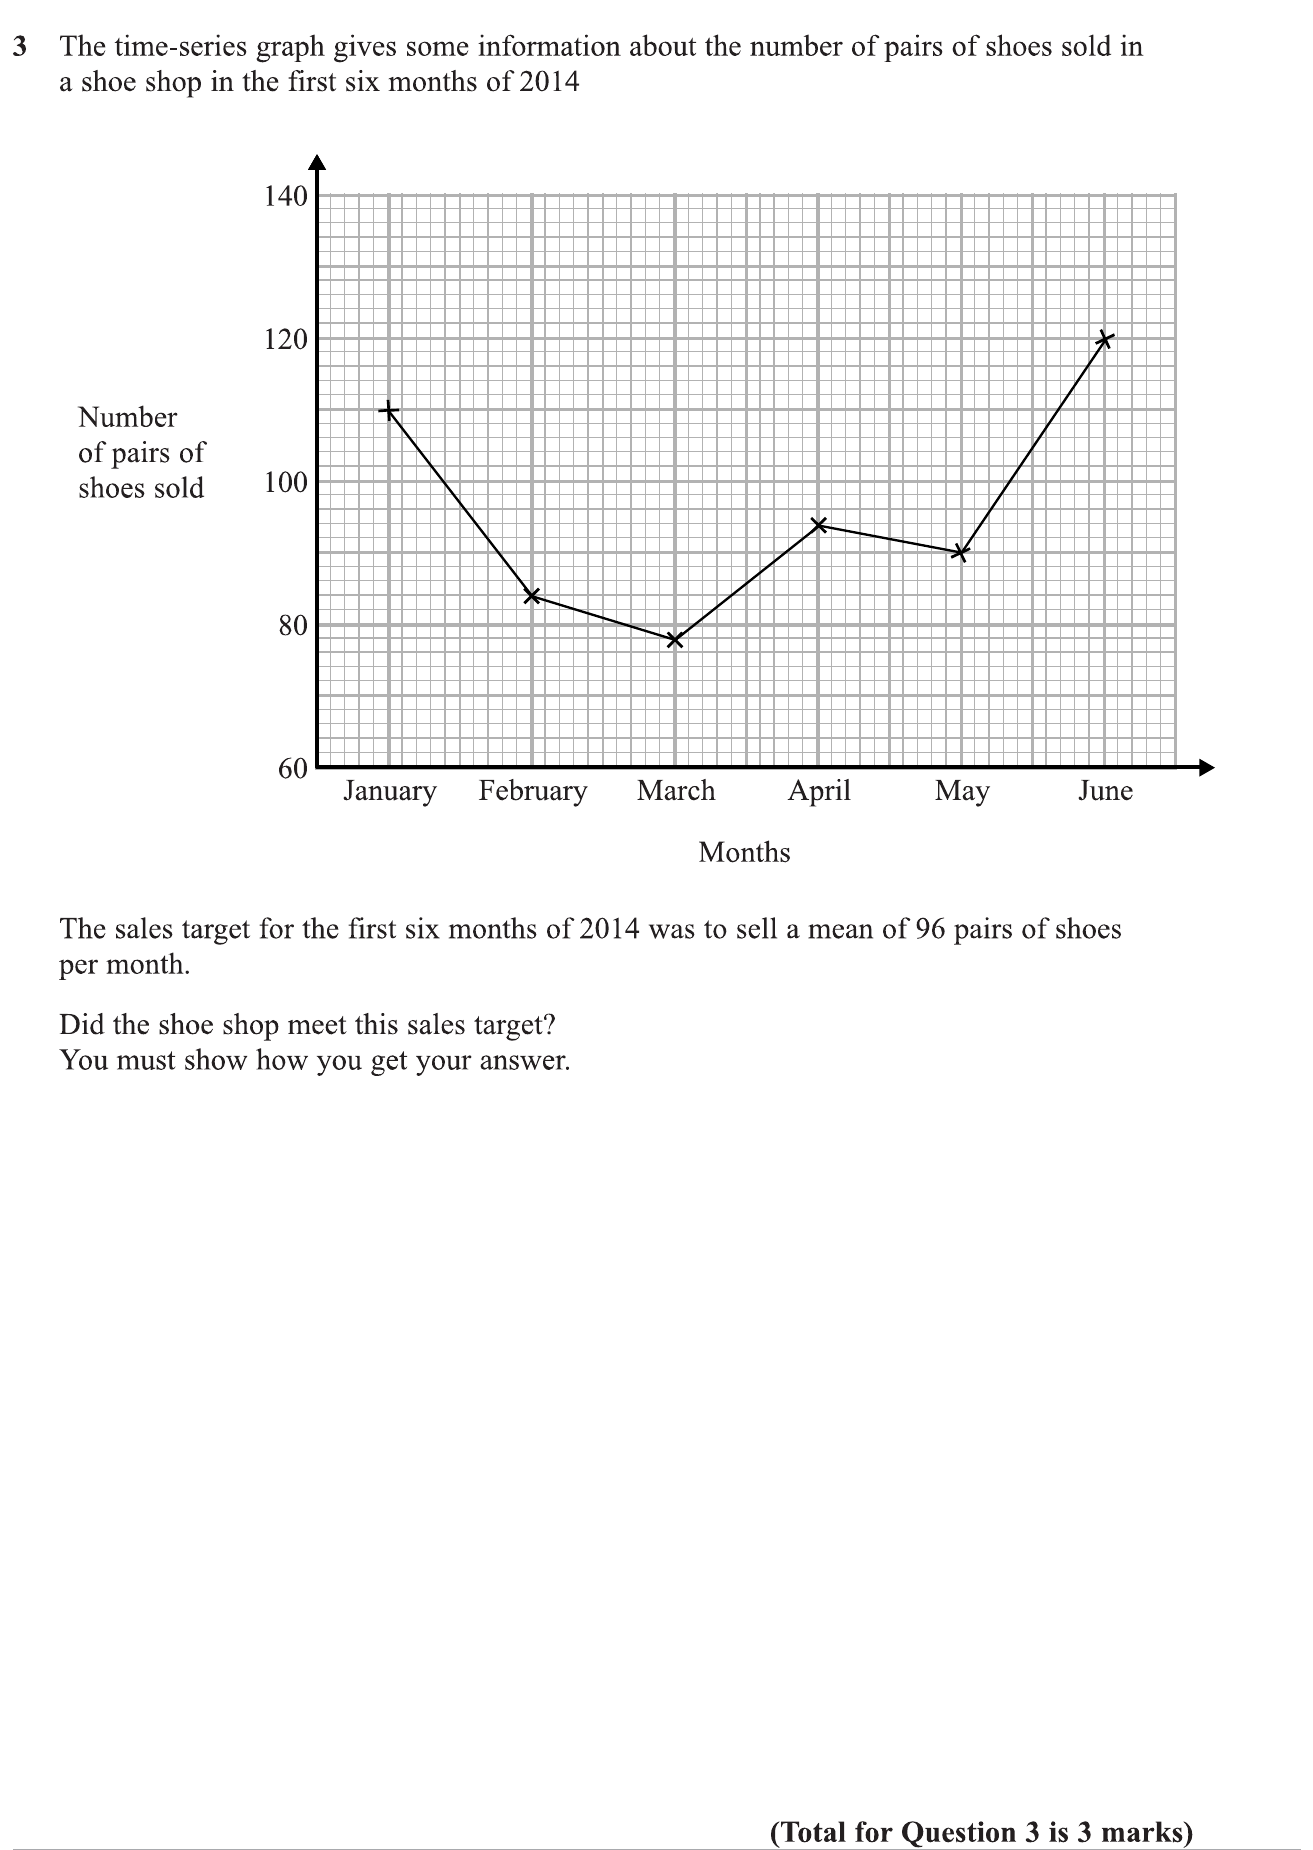 3 The time-series graph gives some information about the number of pairs of shoes sold in
a shoe shop in the first six months of 2014
140
120
100
80
60
Number
of pairs of
shoes sold
January February March April May June
Months
The sales target for the first six months of 2014 was to sell a mean of 96 pairs of shoes
per month.
Did the shoe shop meet this sales target?
You must show how you get your answer.
(Total for Question 3 is 3 marks)